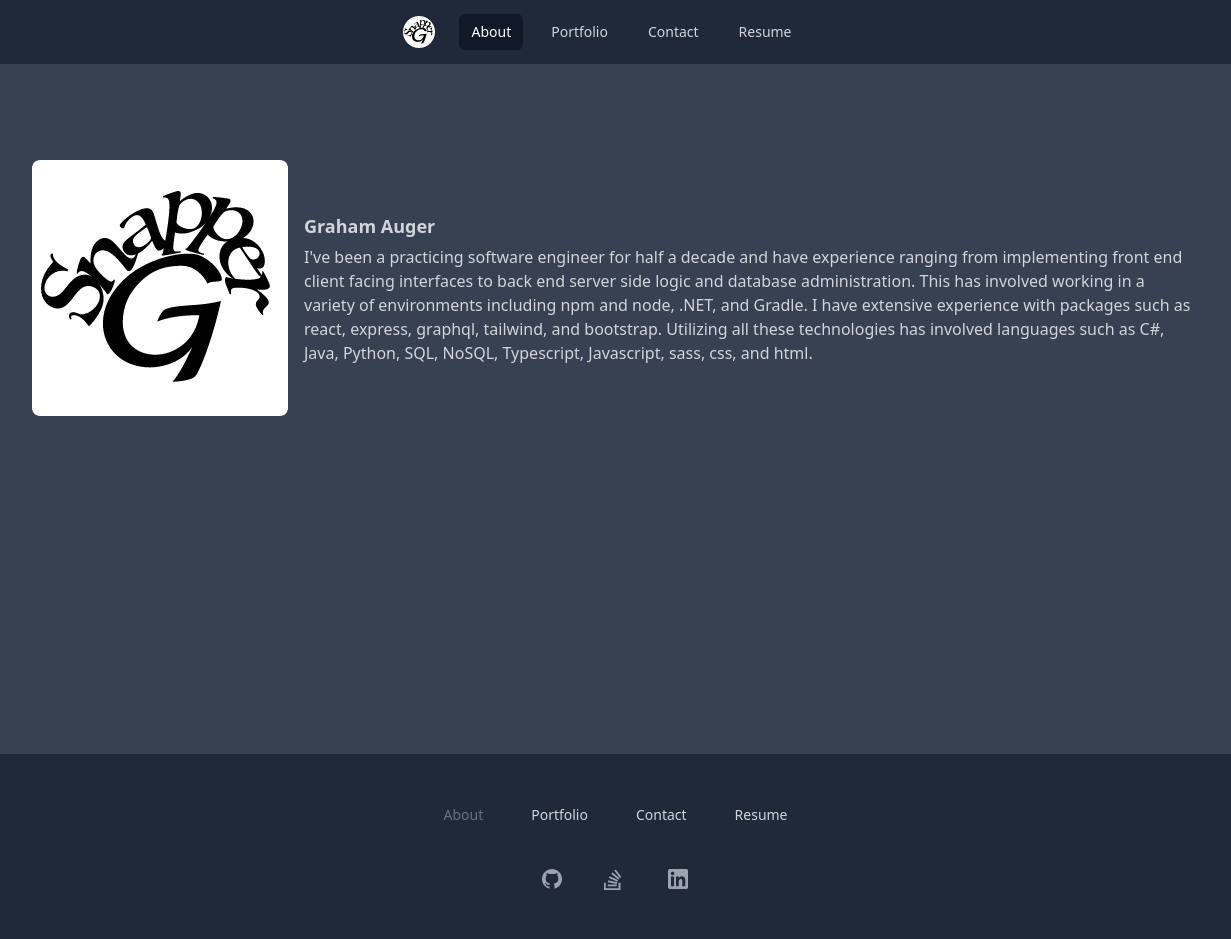 Snapper G
About Portfolio Contact Resume
Snapper
G
Graham Auger
I've been a practicing software engineer for half a decade and have experience ranging from implementing front end
client facing interfaces to back end server side logic and database administration. This has involved working in a
variety of environments including npm and node, .NET, and Gradle. I have extensive experience with packages such as
react, express, graphql, tailwind, and bootstrap. Utilizing all these technologies has involved languages such as C#,
Java, Python, SQL, NoSQL, Typescript, Javascript, sass, css, and html.
About Portfolio Contact Resume
in